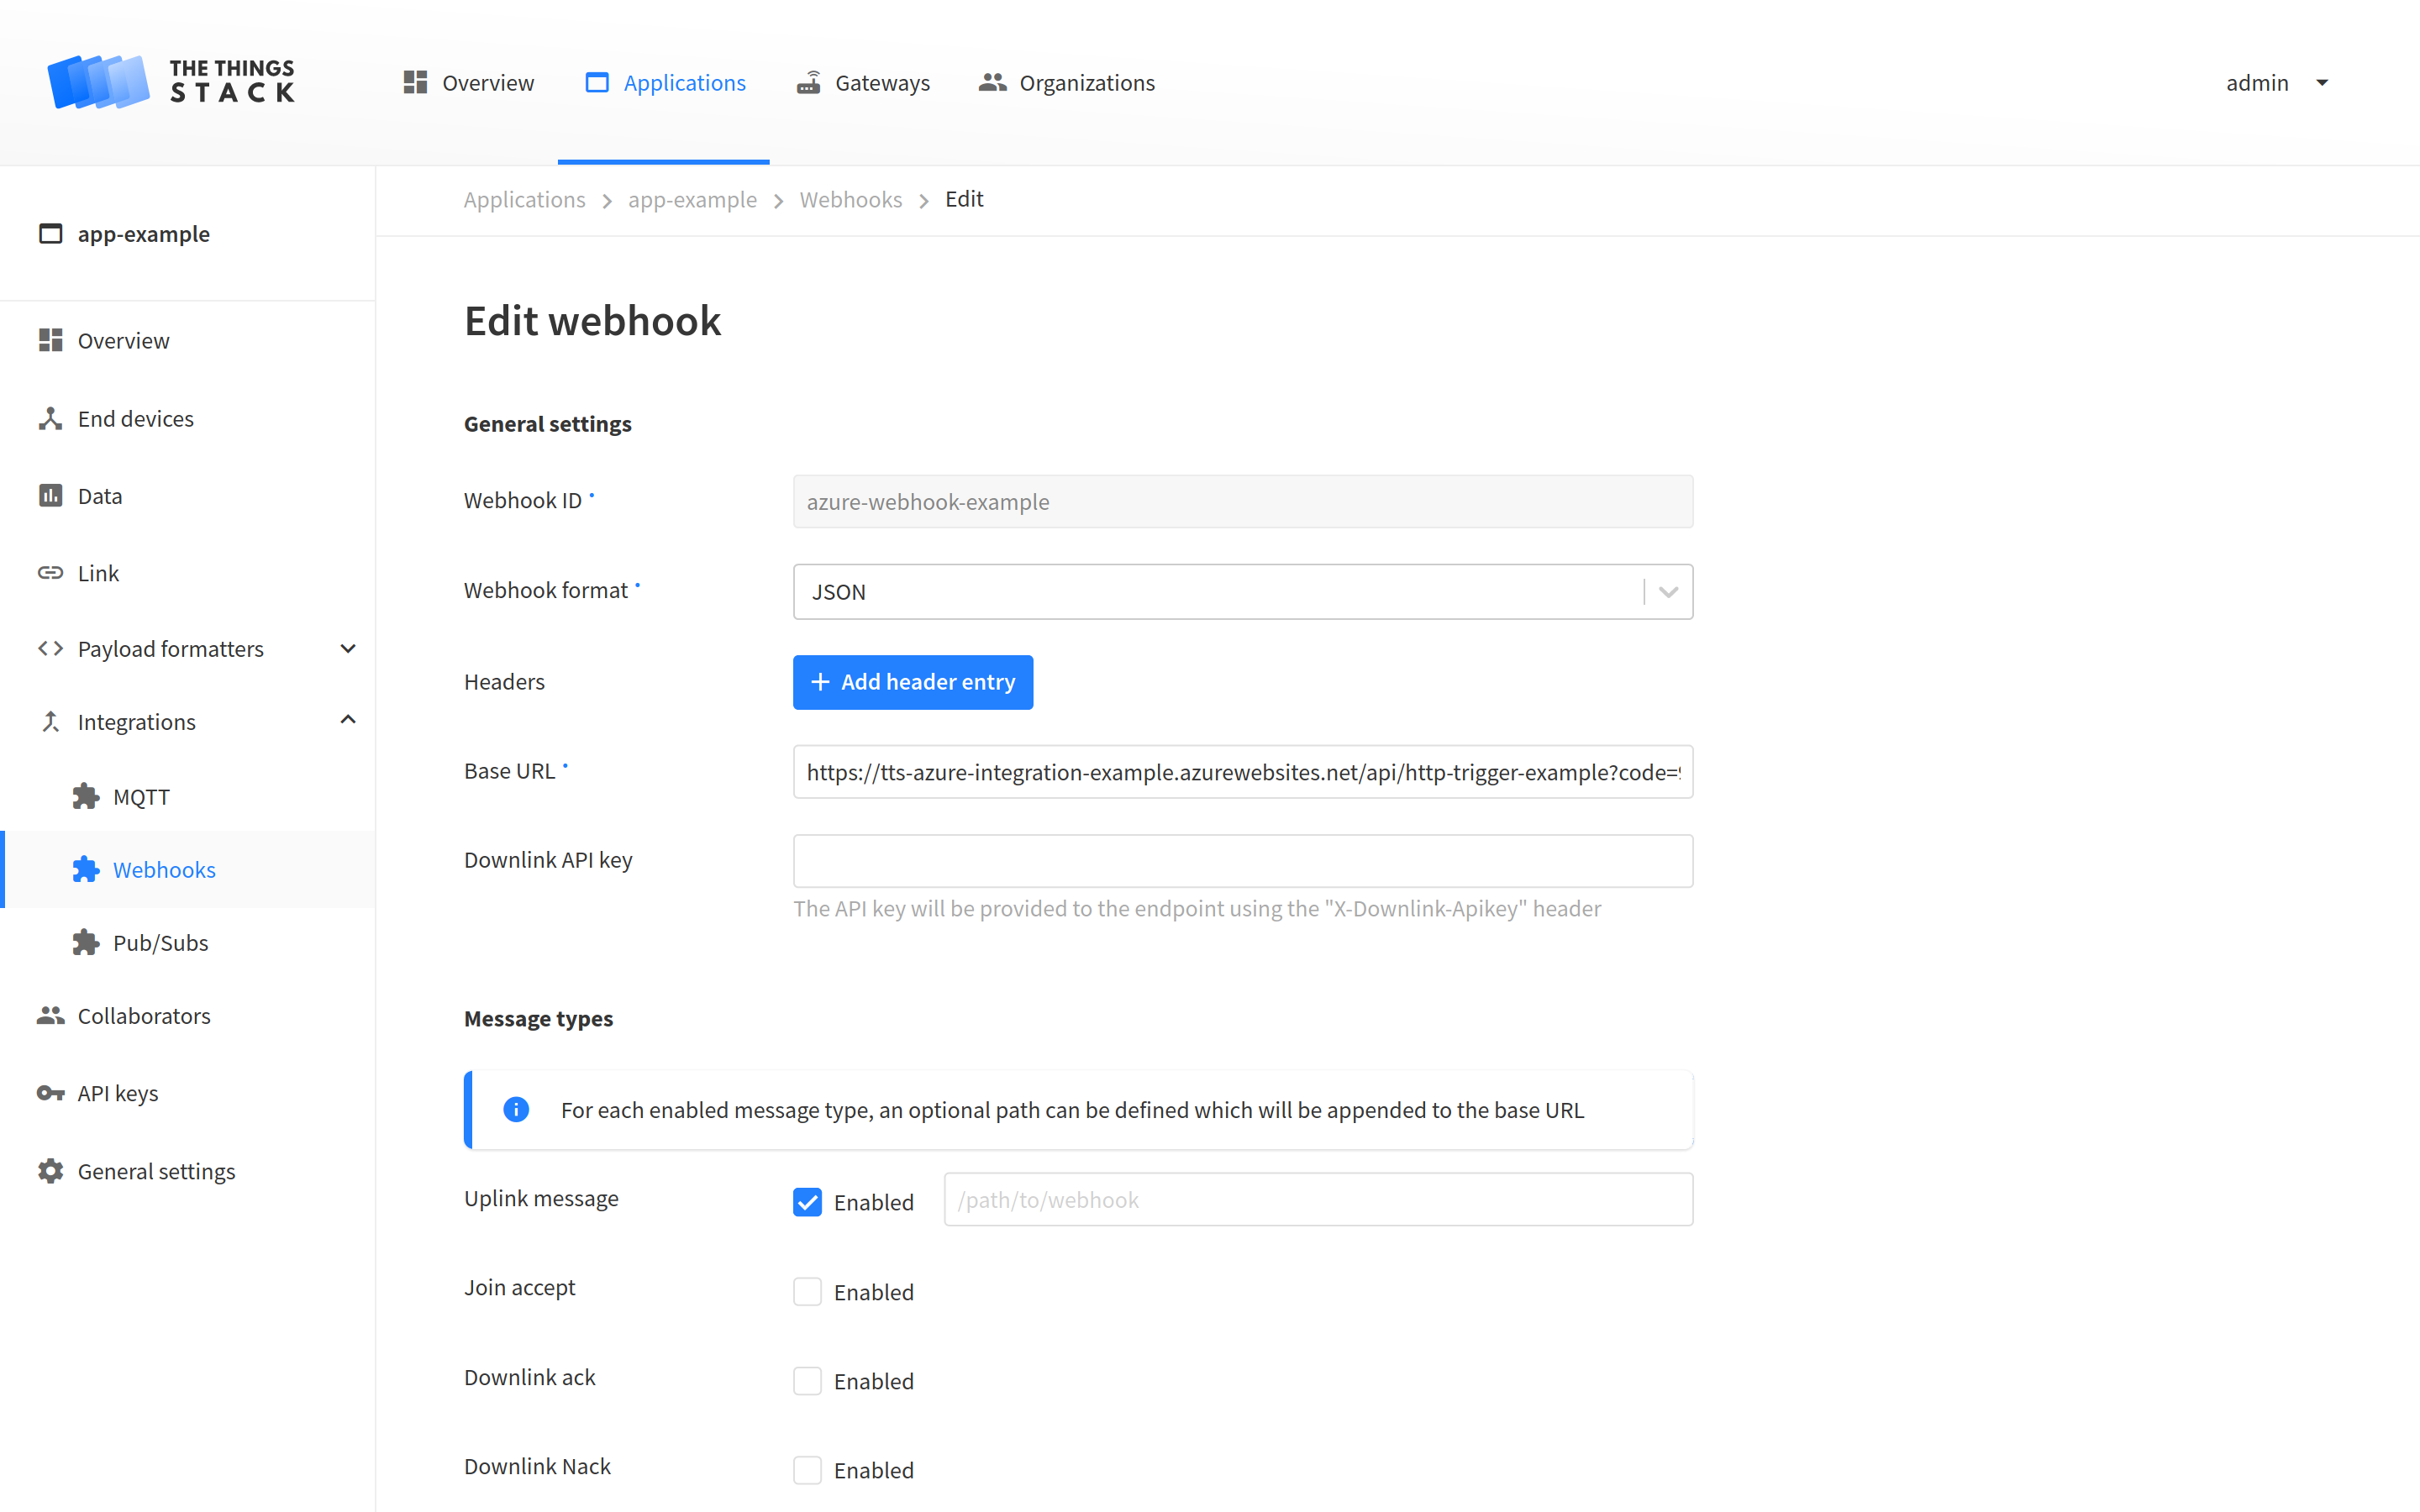 THE THINGS
STACK
Overview
Applications
Gateways
Organizations
admin
app-example
Overview
End devices
Data
Link
Payload formatters
Integrations
MQTT
Webhooks
Pub/Subs
Collaborators
API keys
General settings
Applications > app-example > Webhooks > Edit
Edit webhook
General settings
Webhook ID
azure-webhook-example
Webhook format
JSON
Headers
+ Add header entry
Base URL
https://tts-azure-integration-example.azurewebsites.net/api/http-trigger-example?code=
Downlink API key
The API key will be provided to the endpoint using the "X-Downlink-Apikey" header
Message types
For each enabled message type, an optional path can be defined which will be appended to the base URL
Uplink message
Enabled
/path/to/webhook
Join accept
Enabled
Downlink ack
Enabled
Downlink Nack
Enabled